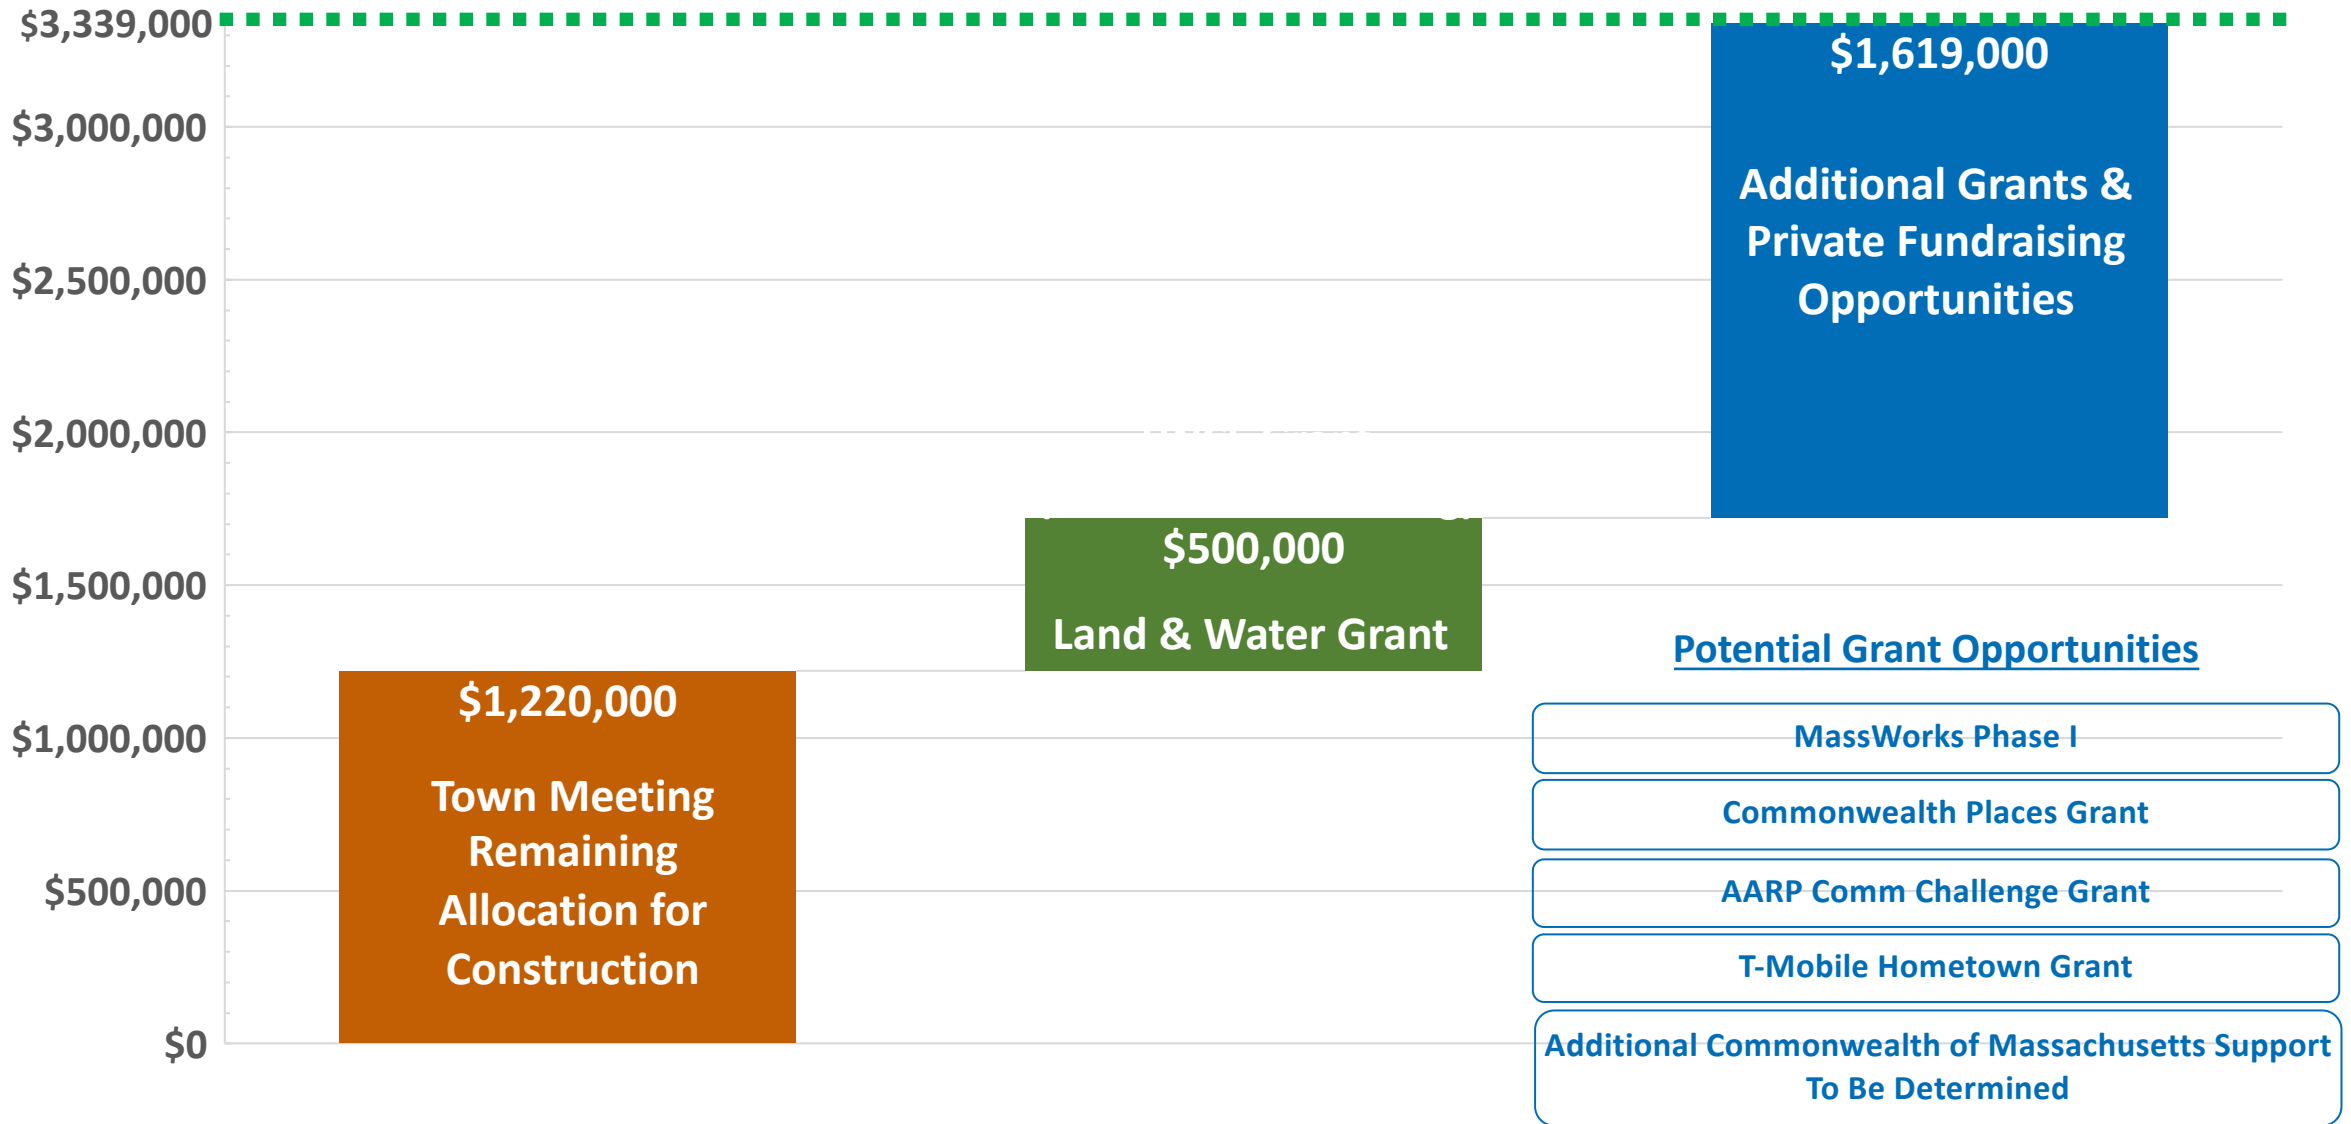 $3,339,000
$3,000,000
$2,500,000
$2,000,000
$1,500,000
$1,000,000
$500,000
$0
$1,220,000
Town Meeting
Remaining
Allocation for
Construction
$500,000
Land & Water Grant
$1,619,000
Additional Grants &
Private Fundraising
Opportunities
Potential Grant Opportunities
MassWorks Phase I
Commonwealth Places Grant
AARP Comm Challenge Grant
T-Mobile Hometown Grant
Additional Commonwealth of Massachusetts Support
To Be Determined